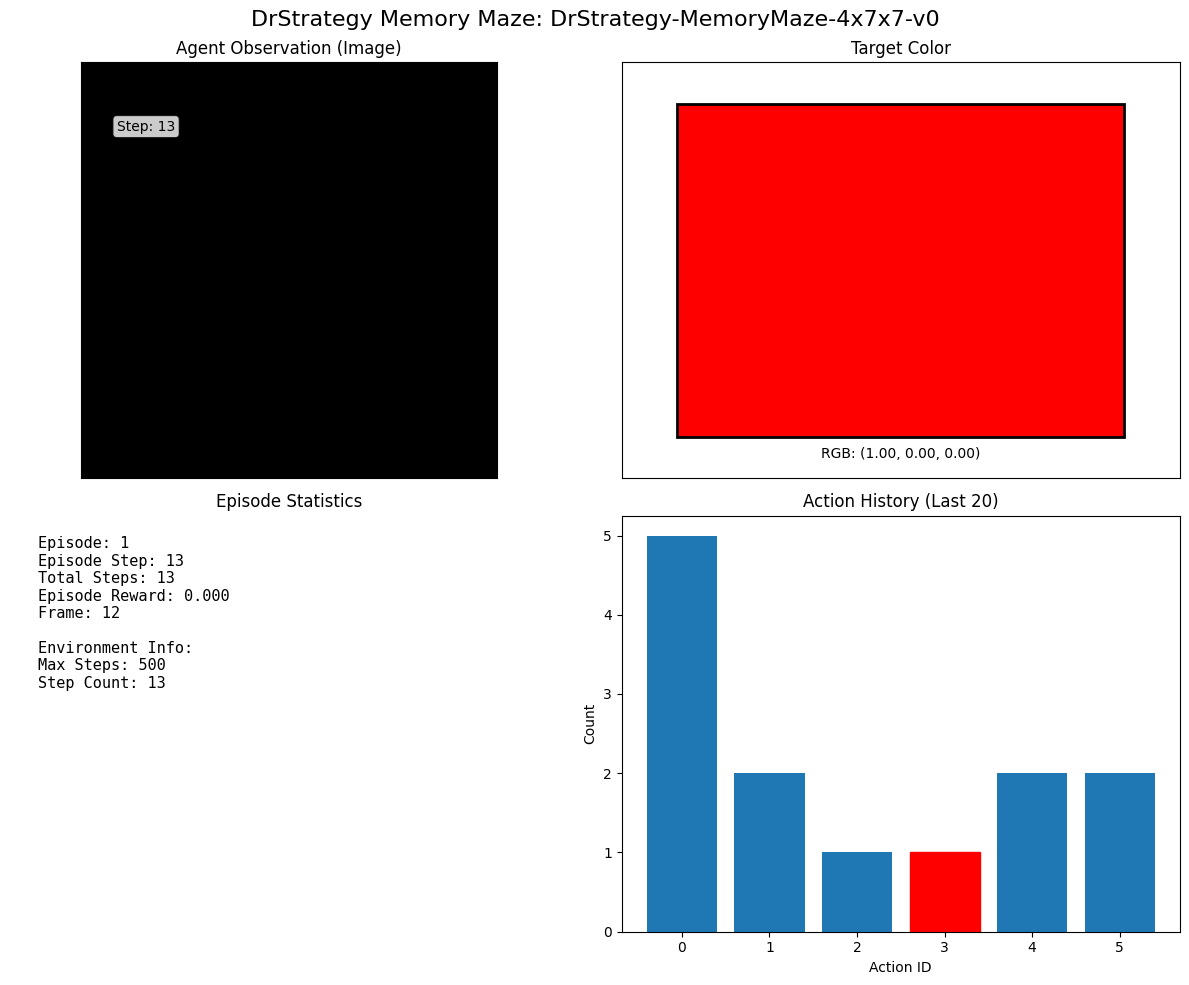 DrStrategy Memory Maze: DrStrategy-MemoryMaze-4x7x7-v0
Agent Observation (Image)
Step: 13
Target Color
RGB: (1.00, 0.00, 0.00)
Episode Statistics
Episode: 1
Episode Step: 13
Total Steps: 13
Episode Reward: 0.000
Frame: 12
Environment Info:
Max Steps: 500
Step Count: 13
Action History (Last 20)
Count
5
4
3
2
1
0
0 1 2 3 4 5
Action ID